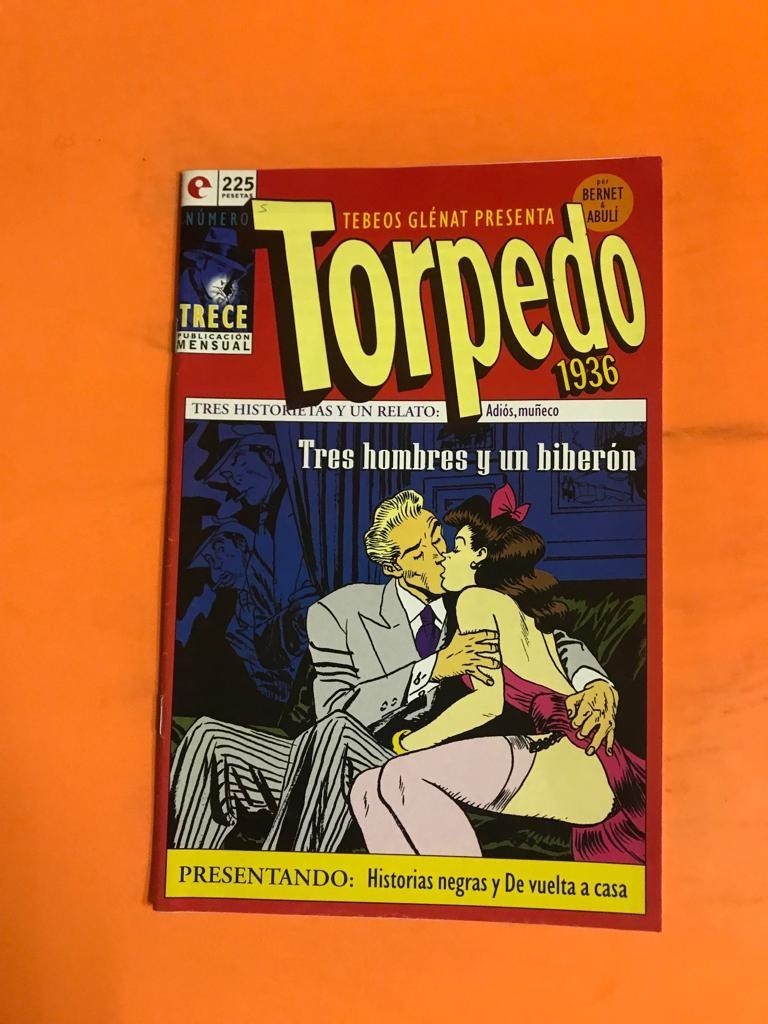 e 225
PESETAS
NÚMERO
TRECE
PUBLICACIÓN
MENSUAL
TEBEOS GLÉNAT PRESENTA
por
BERNET
&
ABULÍ
Torpedo
1936
TRES HISTORIETAS Y UN RELATO: Adiós, muñeco
Tres hombres y un biberón
PRESENTANDO: Historias negras y De vuelta a casa